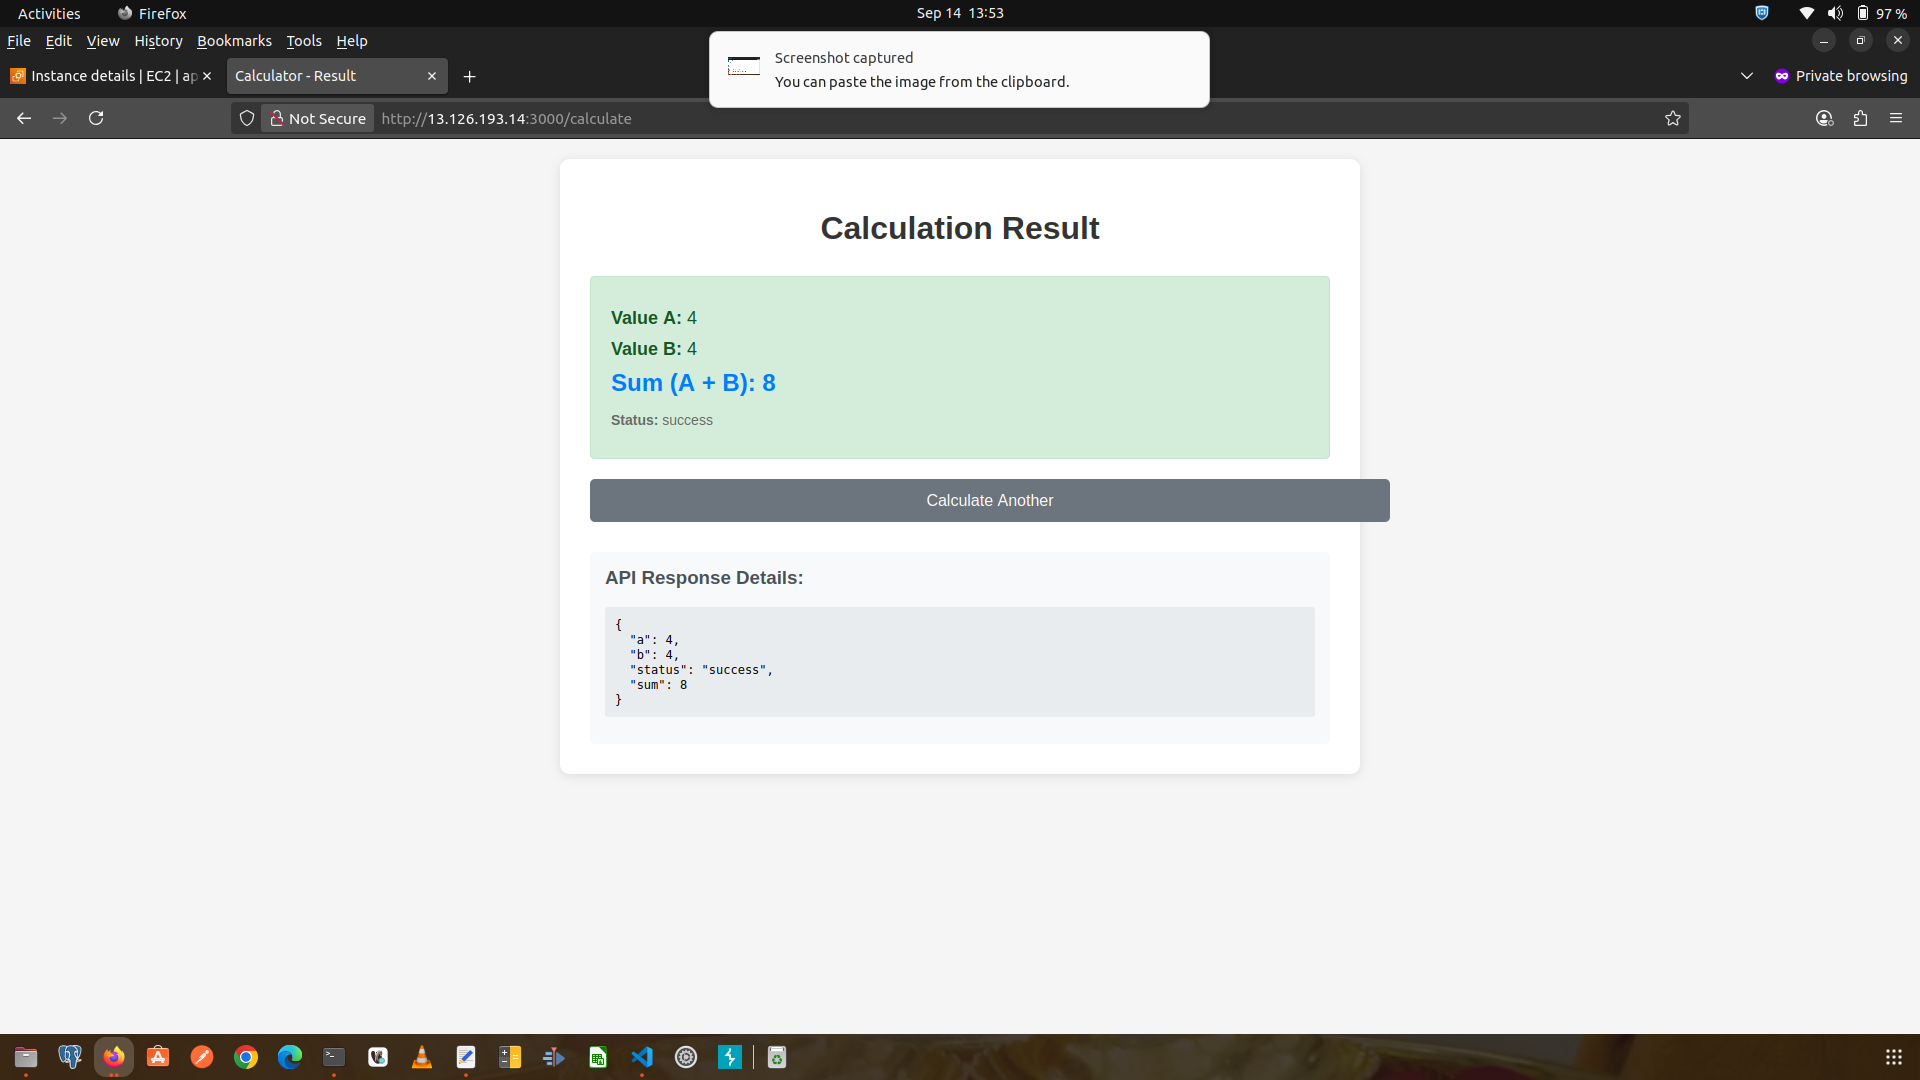 Activities
Firefox
Sep 14 13:53
97 %
File Edit View History Bookmarks Tools Help
Screenshot captured
You can paste the image from the clipboard.
Instance details | EC2 | ap
Calculator - Result
Private browsing
Not Secure
http://13.126.193.14:3000/calculate
Calculation Result
Value A: 4
Value B: 4
Sum (A + B): 8
Status: success
Calculate Another
API Response Details:
{
"a": 4,
"b": 4,
"status": "success",
"sum": 8
}